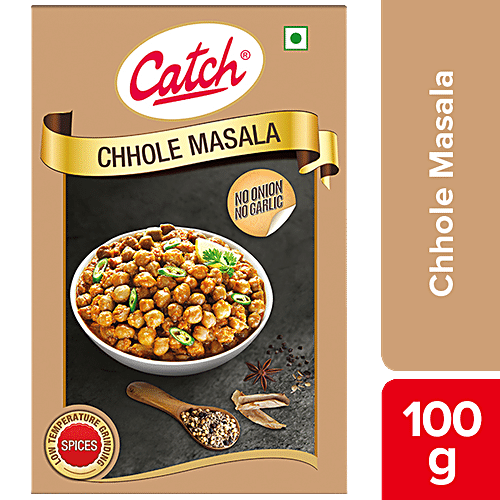 Catch®
CHHOLE MASALA
NO ONION
NO GARLIC
LOW TEMPERATURE GRINDING
SPICES
Chhole Masala
100
g